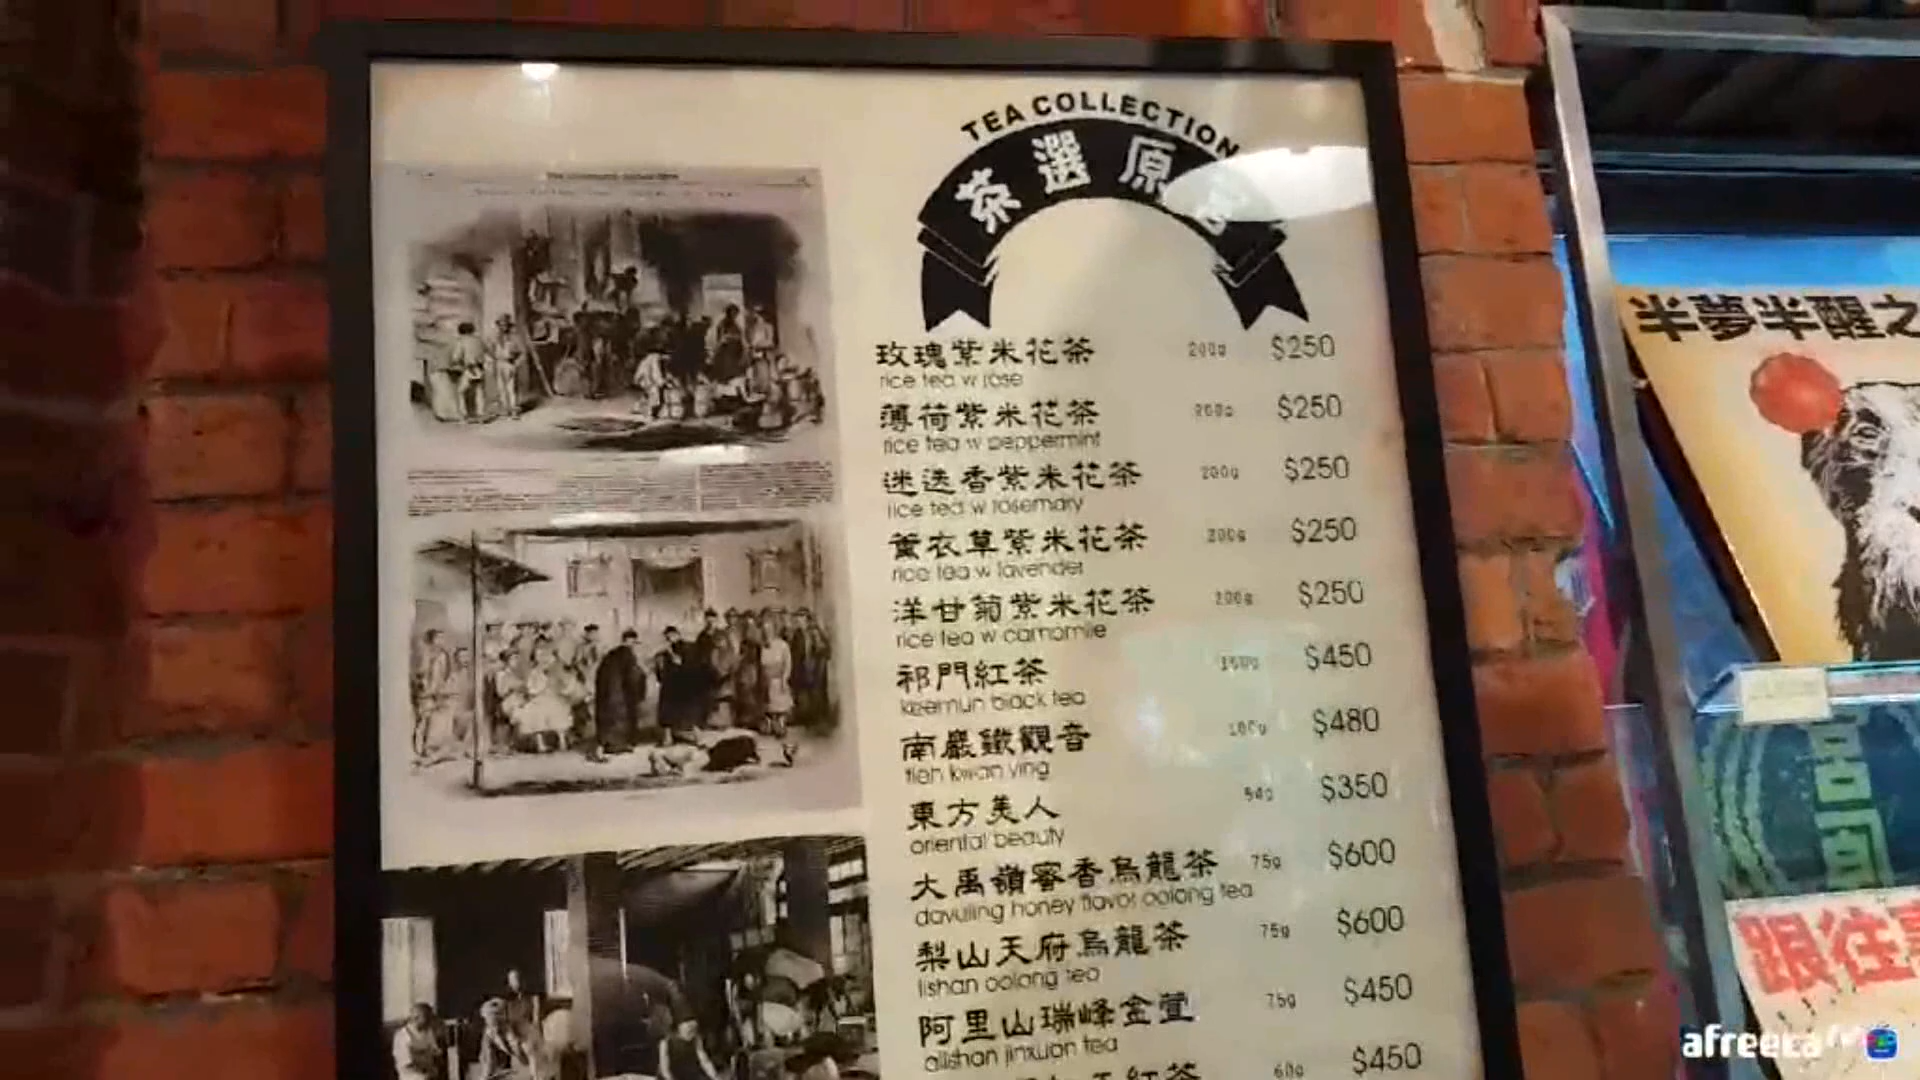 TEA COLLECTION
茶選原
玫瑰紫米花茶 200g $250
rice tea w rose
薄荷紫米花茶 200g $250
rice tea w peppermint
迷迭香紫米花茶 200g $250
rice tea w rosemary
薰衣草紫米花茶 200g $250
rice tea w lavender
洋甘菊紫米花茶 200g $250
rice tea w camomile
祁門紅茶 $450
keemun black tea
南巖鐵觀音 $480
tieh kwan ying
東方美人 $350
oriental beauty
大禹嶺蜜香烏龍茶 75g $600
dayuling honey flavor oolong tea
梨山天府烏龍茶 75g $600
lishan oolong tea
阿里山瑞峰金萱 75g $450
alishan jinxuan tea
紅茶 60g $450
半夢半醒之
跟往
afreeca